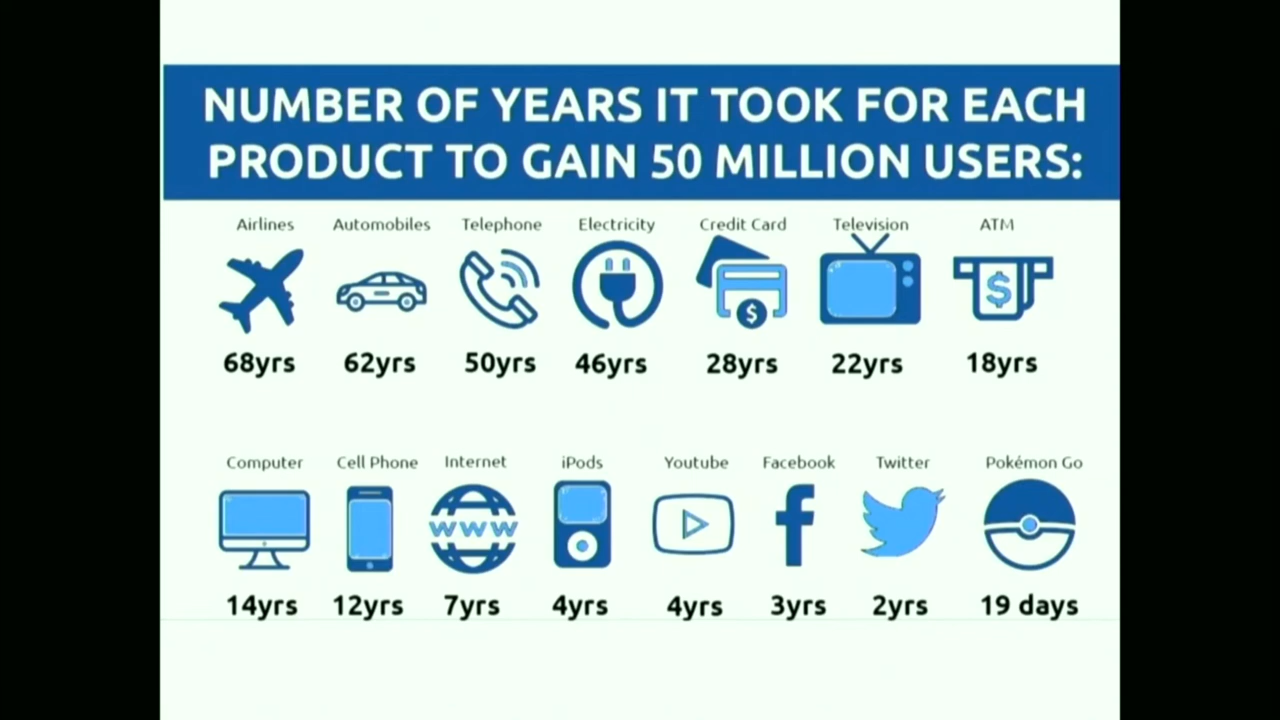 NUMBER OF YEARS IT TOOK FOR EACH
PRODUCT TO GAIN 50 MILLION USERS:
Airlines Automobiles Telephone Electricity Credit Card Television ATM
$ $
68yrs 62yrs 50yrs 46yrs 28yrs 22yrs 18yrs
Computer Cell Phone Internet iPods Youtube Facebook Twitter Pokémon Go
www f
14yrs 12yrs 7yrs 4yrs 4yrs 3yrs 2yrs 19 days